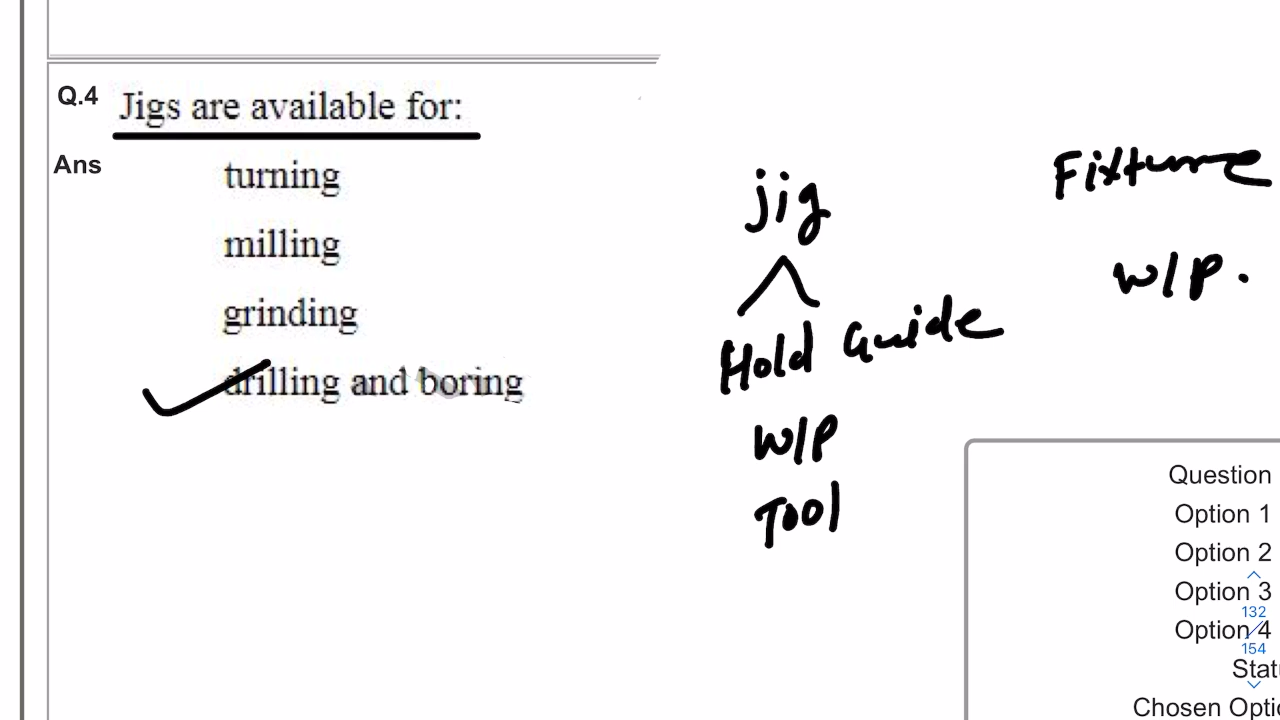 Q.4 Jigs are available for:
Ans
turning
milling
grinding
drilling and boring
jig
Hold Guide
W/P
Tool
Fixture
W/P.
Question
Option 1
Option 2
Option 3
132
Option 4
154
Chosen